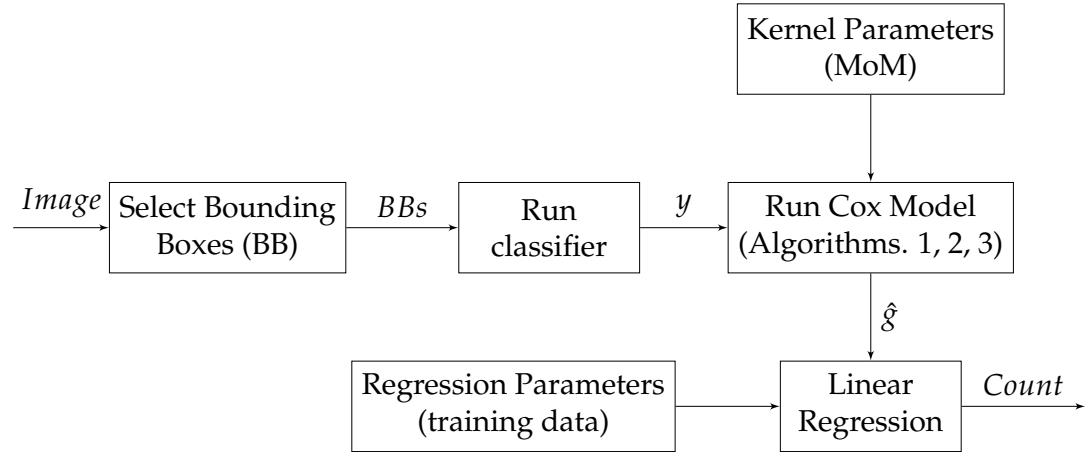 Kernel Parameters
(MoM)
Image
Select Bounding
Boxes (BB)
BBs
Run
classifier
y
Run Cox Model
(Algorithms. 1, 2, 3)
ĝ
Regression Parameters
(training data)
Linear
Regression
Count